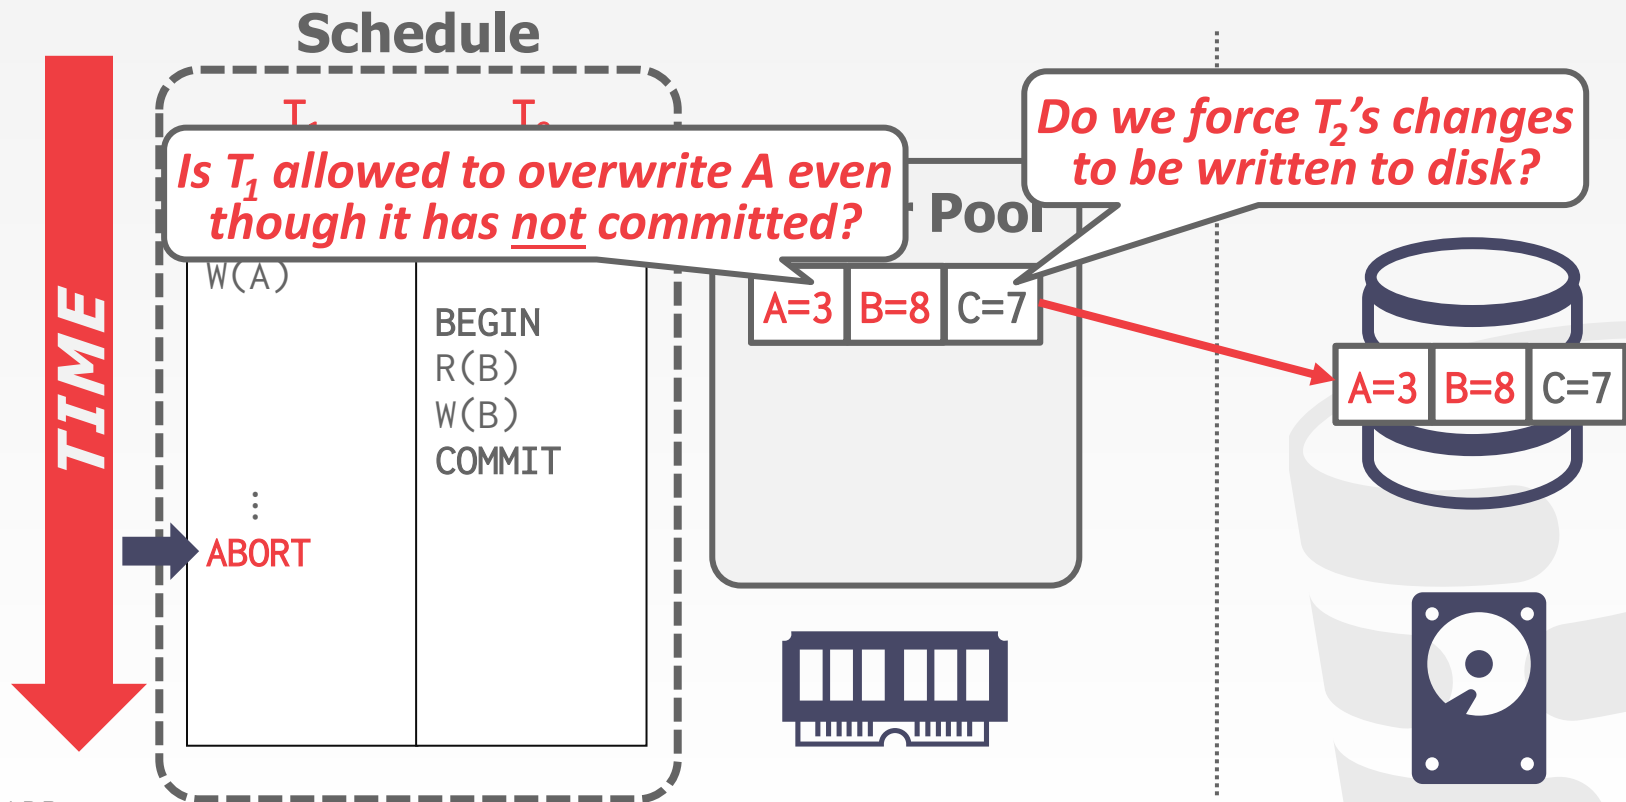 Schedule
TIME
T1
Is T1 allowed to overwrite A even
though it has not committed?
W(A)
⋮
ABORT
BEGIN
R(B)
W(B)
COMMIT
Pool
Do we force T2's changes
to be written to disk?
A=3 B=8 C=7
A=3 B=8 C=7